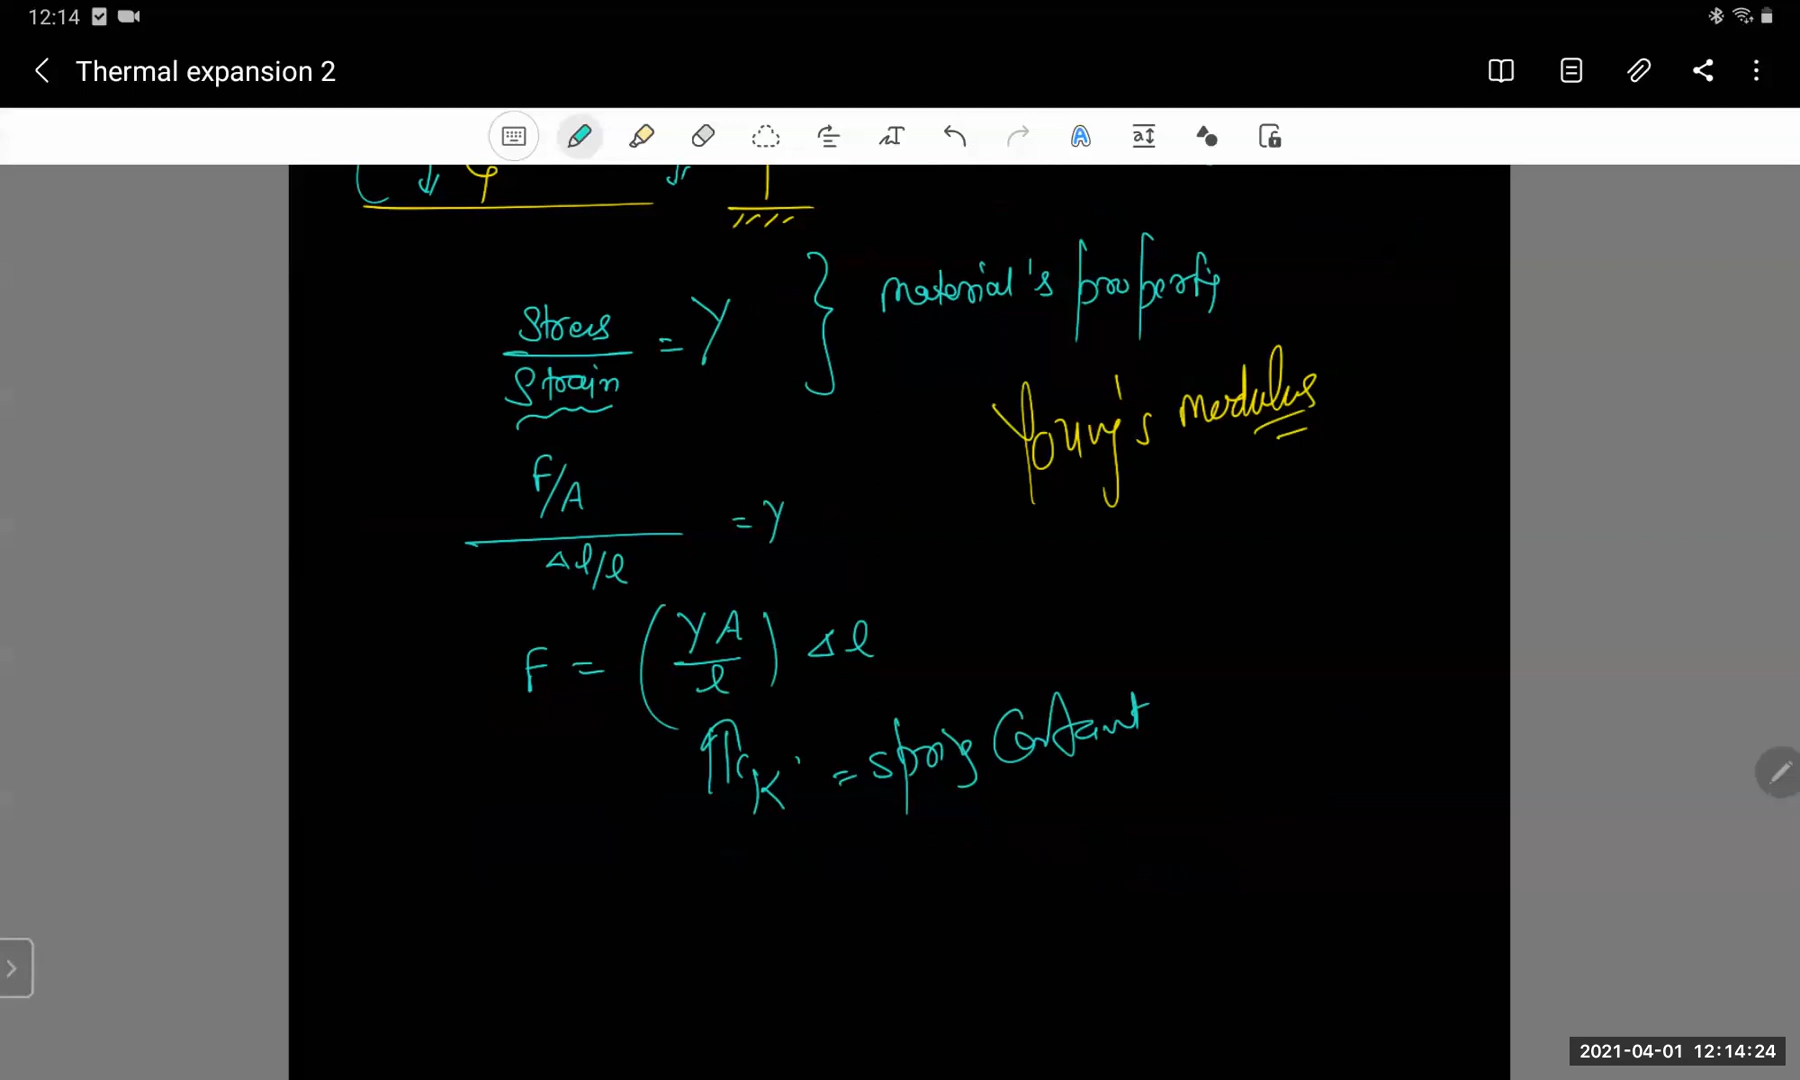 12:14
Thermal expansion 2
Stress
Strain
= Y
} material's property
Young's modulus
F/A
Δl/l
= Y
F = (YA/l) Δl
K = spring Constant
2021-04-01 12:14:24